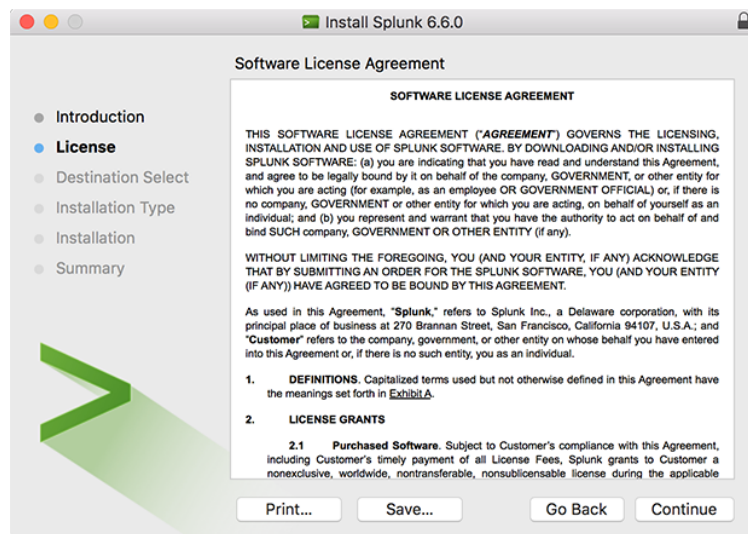 Install Splunk 6.6.0
Software License Agreement
Introduction
License
Destination Select
Installation Type
Installation
Summary
SOFTWARE LICENSE AGREEMENT
THIS SOFTWARE LICENSE AGREEMENT ("AGREEMENT") GOVERNS THE LICENSING,
INSTALLATION AND USE OF SPLUNK SOFTWARE. BY DOWNLOADING AND/OR INSTALLING
SPLUNK SOFTWARE: (a) you are indicating that you have read and understand this Agreement,
and agree to be legally bound by it on behalf of the company, GOVERNMENT, or other entity for
which you are acting (for example, as an employee OR GOVERNMENT OFFICIAL) or, if there is
no company, GOVERNMENT or other entity for which you are acting, on behalf of yourself as an
individual; and (b) you represent and warrant that you have the authority to act on behalf of and
bind SUCH company, GOVERNMENT OR OTHER ENTITY (if any).
WITHOUT LIMITING THE FOREGOING, YOU (AND YOUR ENTITY, IF ANY) ACKNOWLEDGE
THAT BY SUBMITTING AN ORDER FOR THE SPLUNK SOFTWARE, YOU (AND YOUR ENTITY
(IF ANY)) HAVE AGREED TO BE BOUND BY THIS AGREEMENT.
As used in this Agreement, "Splunk," refers to Splunk Inc., a Delaware corporation, with its
principal place of business at 270 Brannan Street, San Francisco, California 94107, U.S.A.; and
"Customer" refers to the company, government, or other entity on whose behalf you have entered
into this Agreement or, if there is no such entity, you as an individual.
1. DEFINITIONS. Capitalized terms used but not otherwise defined in this Agreement have
the meanings set forth in Exhibit A.
2. LICENSE GRANTS
2.1 Purchased Software. Subject to Customer's compliance with this Agreement,
including Customer's timely payment of all License Fees, Splunk grants to Customer a
nonexclusive, worldwide, nontransferable, nonsublicensable license during the applicable
Print... Save... Go Back Continue